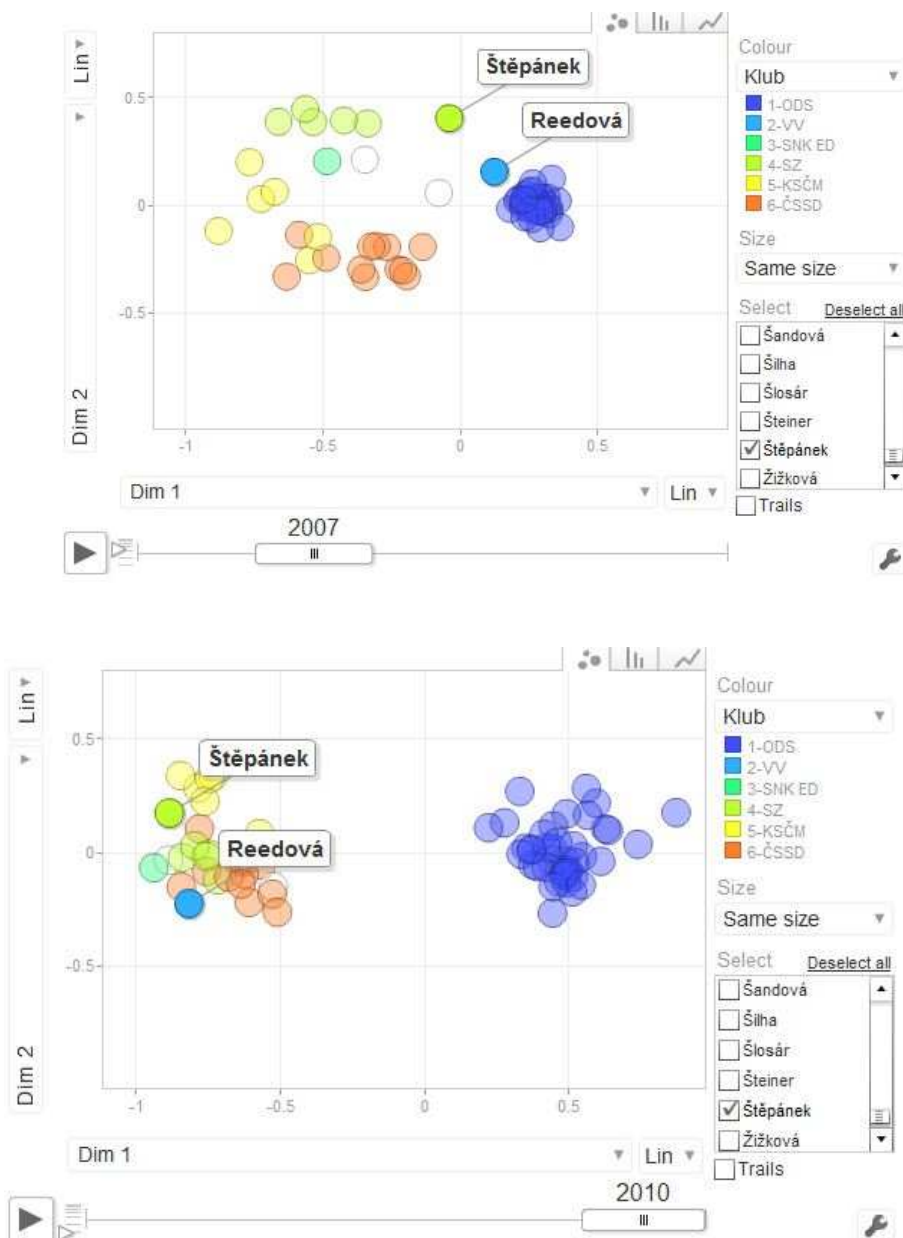 Colour
Lin
Štěpánek
Klub
0.5
1-ODS
Reedová
2-VV
3-SNK ED
4-SZ
5-KSČM
0
6-ČSSD
Size
Same size
-0.5
Select Deselect all
Šandová
Šilha
Šlosár
Dim 2
Šteiner
Štěpánek
-1 -0.5 0 0.5
Žižková
Dim 1 Lin
Trails
2007
Colour
Lin
Klub
0.5
1-ODS
Štěpánek
2-VV
3-SNK ED
4-SZ
5-KSČM
0
Reedová
6-ČSSD
Size
Same size
-0.5
Select Deselect all
Šandová
Šilha
Šlosár
Dim 2
Šteiner
-1 -0.5 0 0.5
Štěpánek
Žižková
Dim 1 Lin
Trails
2010